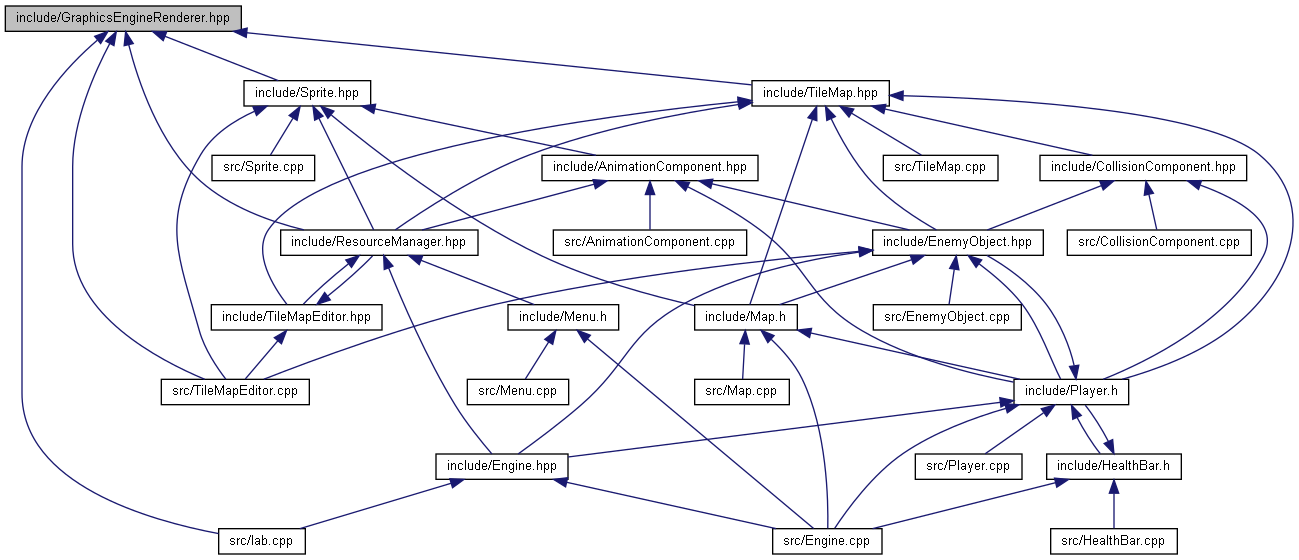 include/GraphicsEngineRenderer.hpp
include/Sprite.hpp
include/TileMap.hpp
src/Sprite.cpp
include/AnimationComponent.hpp
src/TileMap.cpp
include/CollisionComponent.hpp
include/ResourceManager.hpp
src/AnimationComponent.cpp
include/EnemyObject.hpp
src/CollisionComponent.cpp
include/TileMapEditor.hpp
include/Menu.h
include/Map.h
src/EnemyObject.cpp
src/TileMapEditor.cpp
src/Menu.cpp
src/Map.cpp
include/Player.h
include/Engine.hpp
src/Player.cpp
include/HealthBar.h
src/lab.cpp
src/Engine.cpp
src/HealthBar.cpp